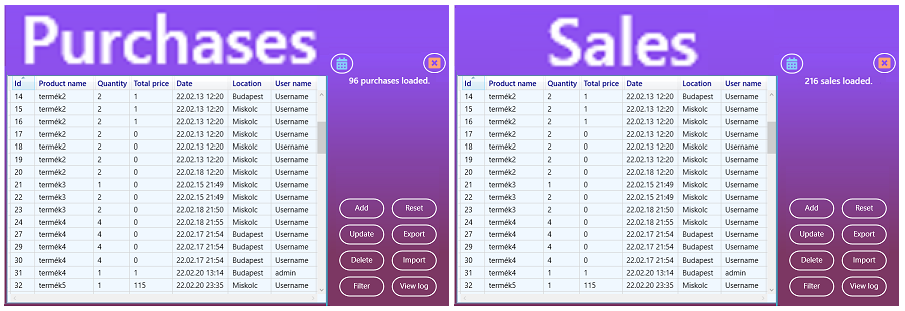 Purchases
96 purchases loaded.
Id Product name Quantity Total price Date Location User name
14 termék2 2 1 22.02.13 12:20 Budapest Username
15 termék2 2 1 22.02.13 12:20 Miskolc Username
16 termék2 2 1 22.02.13 12:20 Miskolc Username
17 termék2 2 0 22.02.13 12:20 Miskolc Username
18 termék2 2 0 22.02.13 12:20 Miskolc Username
19 termék2 2 0 22.02.13 12:20 Miskolc Username
20 termék2 2 0 22.02.18 12:20 Miskolc Username
21 termék3 1 0 22.02.15 21:49 Miskolc Username
22 termék3 2 0 22.02.15 21:49 Miskolc Username
23 termék3 2 0 22.02.18 21:50 Miskolc Username
24 termék4 4 0 22.02.18 21:55 Miskolc Username
27 termék4 4 0 22.02.17 21:54 Budapest Username
29 termék4 4 0 22.02.17 21:54 Budapest Username
30 termék4 4 0 22.02.17 21:54 Budapest Username
31 termék4 1 1 22.02.20 13:14 Budapest admin
32 termék5 1 115 22.02.20 23:35 Miskolc Username
Add Reset
Update Export
Delete Import
Filter View log
Sales
216 sales loaded.
Id Product name Quantity Total price Date Location User name
14 termék2 2 1 22.02.13 12:20 Budapest Username
15 termék2 2 1 22.02.13 12:20 Miskolc Username
16 termék2 2 1 22.02.13 12:20 Miskolc Username
17 termék2 2 0 22.02.13 12:20 Miskolc Username
18 termék2 2 0 22.02.13 12:20 Miskolc Username
19 termék2 2 0 22.02.13 12:20 Miskolc Username
20 termék2 2 0 22.02.18 12:20 Miskolc Username
21 termék3 1 0 22.02.15 21:49 Miskolc Username
22 termék3 2 0 22.02.15 21:49 Miskolc Username
23 termék3 2 0 22.02.18 21:50 Miskolc Username
24 termék4 4 0 22.02.18 21:55 Miskolc Username
27 termék4 4 0 22.02.17 21:54 Budapest Username
29 termék4 4 0 22.02.17 21:54 Budapest Username
30 termék4 4 0 22.02.17 21:54 Budapest Username
31 termék4 1 1 22.02.20 13:14 Budapest admin
32 termék5 1 115 22.02.20 23:35 Miskolc Username
Add Reset
Update Export
Delete Import
Filter View log